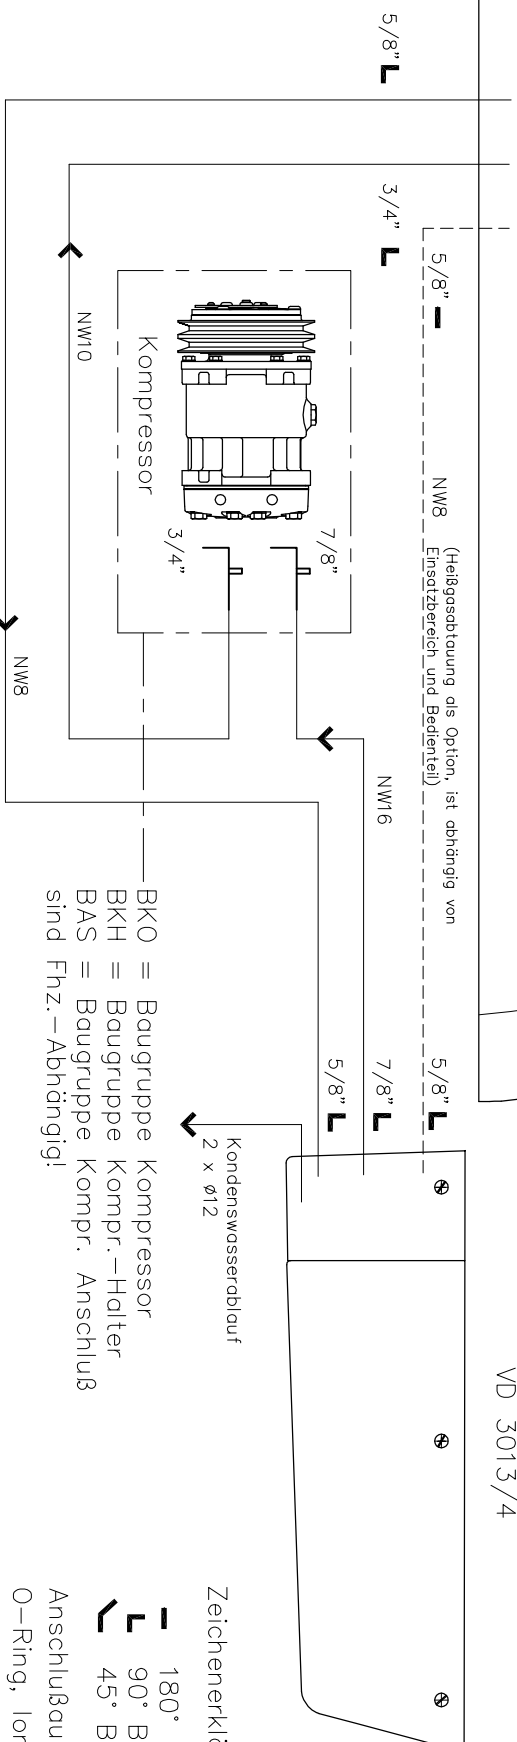 5/8"
3/4"
5/8"
NW8
(Heißgasabtauung als Option, ist abhängig von
Einsatzbereich und Bedienteil)
NW10
Kompressor
7/8"
3/4"
NW8
NW16
5/8"
7/8"
5/8"
Kondenswasserablauf
2 x ø12
BKO = Baugruppe Kompressor
BKH = Baugruppe Kompr.-Halter
BAS = Baugruppe Kompr. Anschluß
sind Fhz.-Abhängig!
VD 3013/4
Zeichenerklä
180°
90° B
45° B
Anschlußau
O-Ring, lor